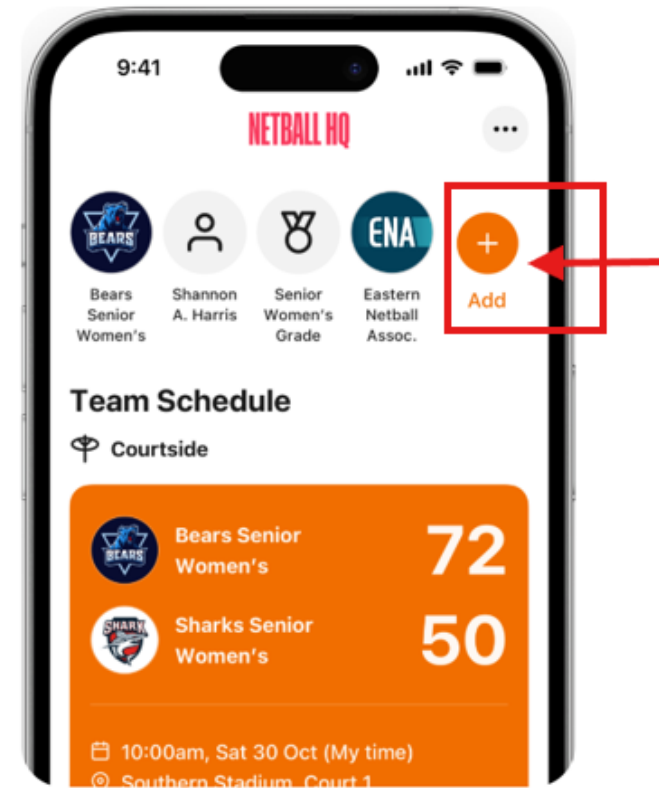 9:41
NETBALL HQ
BEARS
ENA
+
Bears
Senior
Women's
Shannon
A. Harris
Senior
Women's
Grade
Eastern
Netball
Assoc.
Add
Team Schedule
Courtside
BEARS
Bears Senior
Women's
72
SHARK
Sharks Senior
Women's
50
10:00am, Sat 30 Oct (My time)
Southern Stadium, Court 1